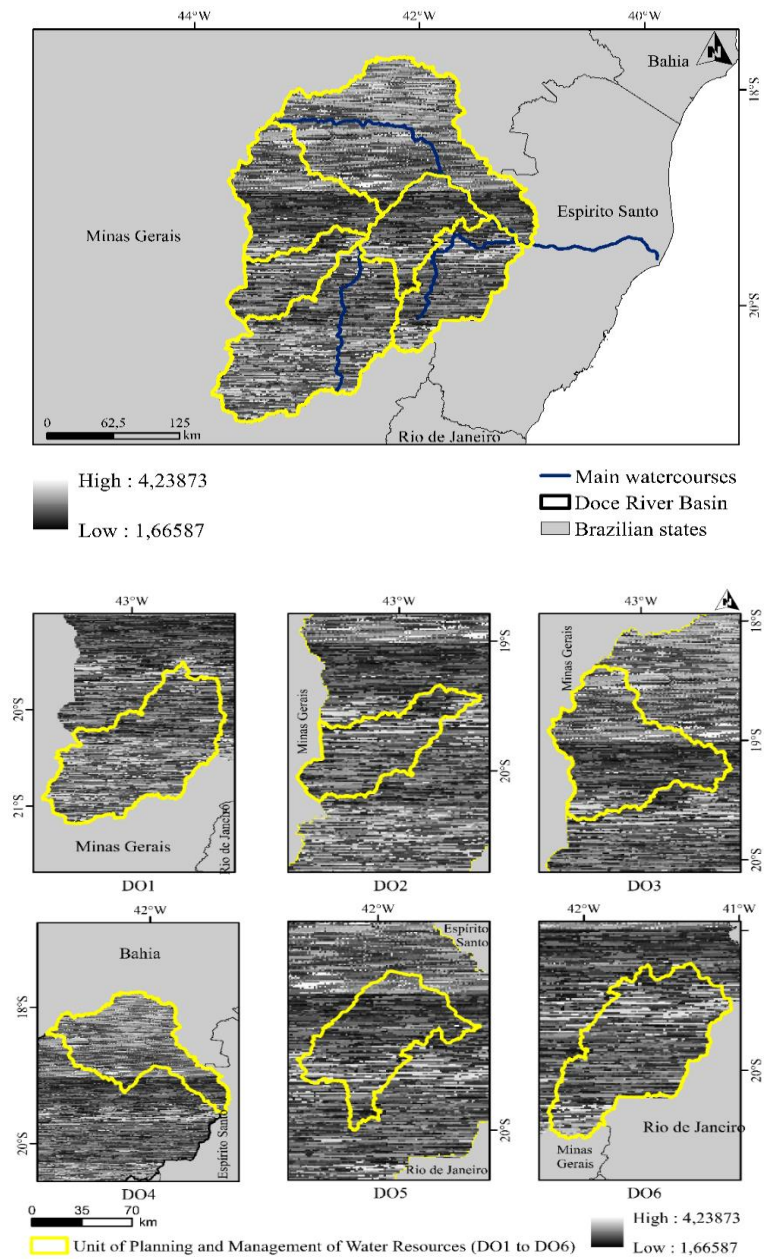 44°W 42°W 40°W
N
Bahia
18°S
Espirito Santo
Minas Gerais
20°S
0 62,5 125
km
Rio de Janeiro
High : 4,23873
Low : 1,66587
Main watercourses
Doce River Basin
Brazilian states
43°W 43°W 43°W
N
18°S
19°S
Minas Gerais
20°S
Minas Gerais
19°S
20°S
21°S
Rio de Janeiro
Minas Gerais
20°S
DO1 DO2 DO3
42°W 42°W 42°W 41°W
Espírito
Santo
Bahia
18°S
20°S
20°S
Espírito Santo
20°S
Rio de Janeiro
Rio de Janeiro
Minas
Gerais
DO4 DO5 DO6
0 35 70
km
High : 4,23873
Unit of Planning and Management of Water Resources (DO1 to DO6)
Low : 1,66587